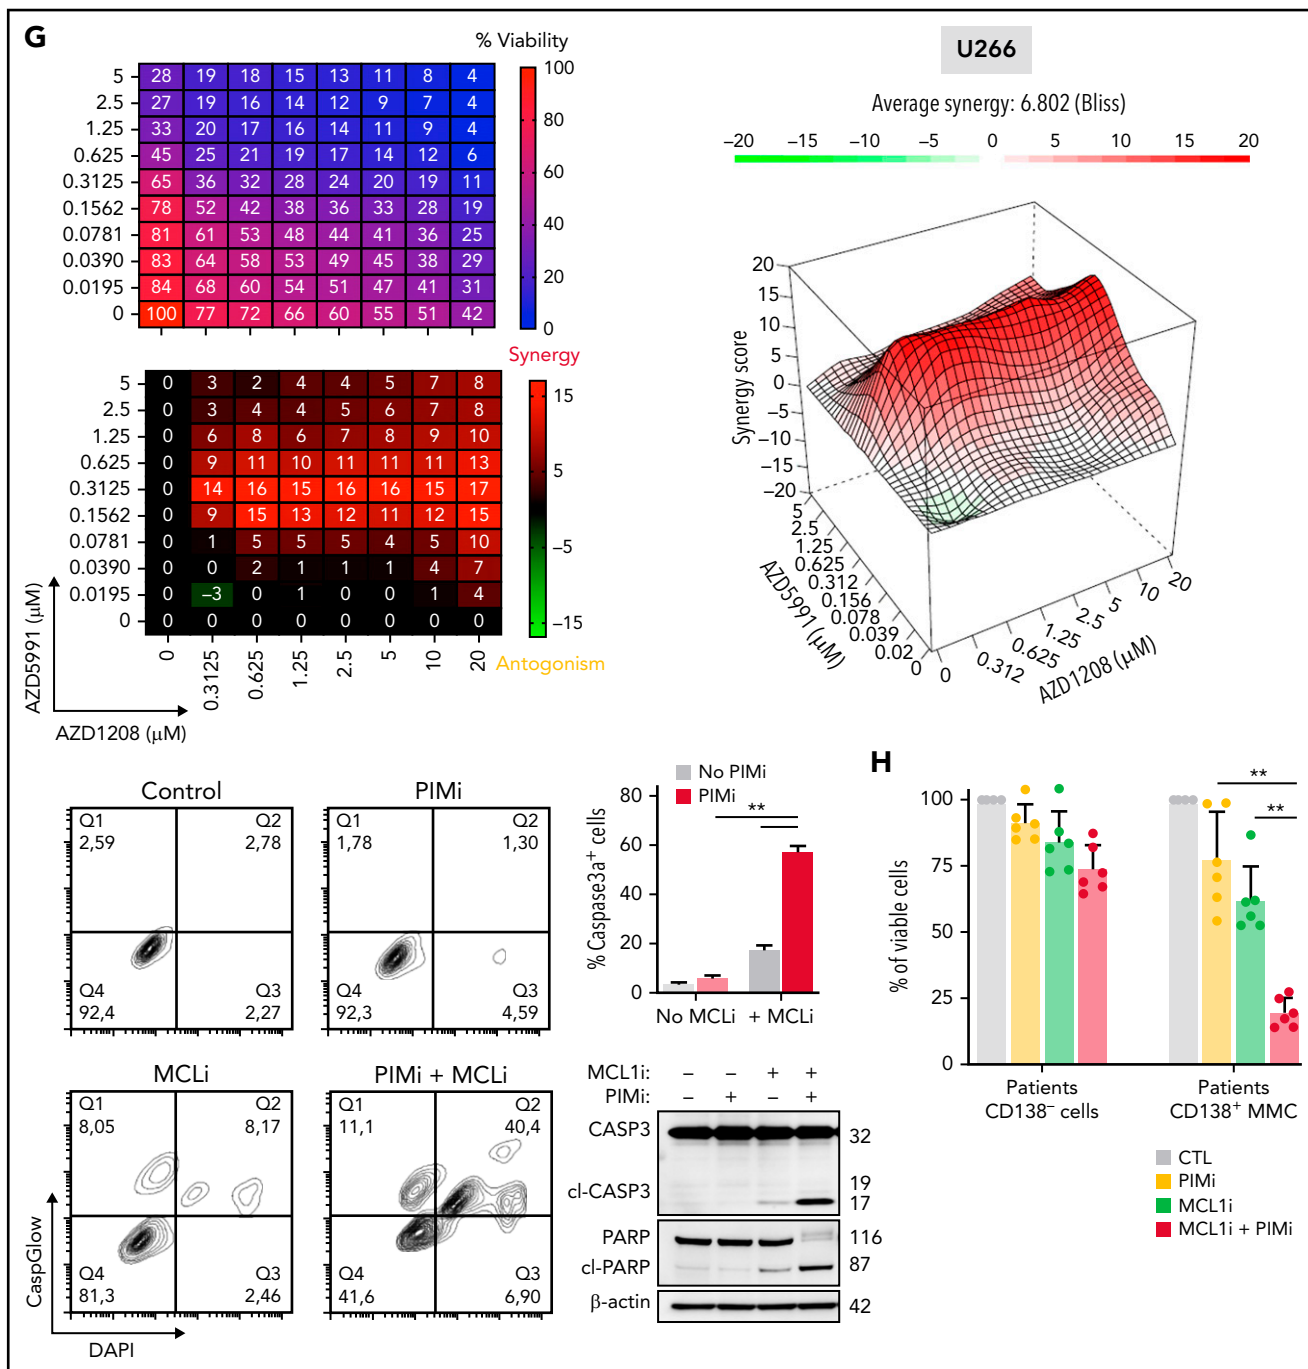 G
% Viability
5 28 19 18 15 13 11 8 4
2.5 27 19 16 14 12 9 7 4
1.25 33 20 17 16 14 11 9 4
0.625 45 25 21 19 17 14 12 6
0.3125 65 36 32 28 24 20 19 11
0.1562 78 52 42 38 36 33 28 19
0.0781 81 61 53 48 44 41 36 25
0.0390 83 64 58 53 49 45 38 29
0.0195 84 68 60 54 51 47 41 31
0 100 77 72 66 60 55 51 42
100
80
60
40
20
0
Synergy
5 0 3 2 4 4 5 7 8
2.5 0 3 4 4 5 6 7 8
1.25 0 6 8 6 7 8 9 10
0.625 0 9 11 10 11 11 11 13
0.3125 0 14 16 15 16 16 15 17
0.1562 0 9 15 13 12 11 12 15
0.0781 0 1 5 5 5 4 5 10
0.0390 0 0 2 1 1 1 4 7
0.0195 0 −3 0 1 0 0 1 4
0 0 0 0 0 0 0 0 0
15
5
−5
−15
Antogonism
0 0.3125 0.625 1.25 2.5 5 10 20
AZD5991 (μM)
AZD1208 (μM)
U266
Average synergy: 6.802 (Bliss)
−20 −15 −10 −5 0 5 10 15 20
Synergy score
20
15
10
5
0
−5
−10
−15
−20
5
2.5
1.25
0.625
0.312
0.156
0.078
0.039
0.02
0
AZD5991 (μM)
0
0.312
0.625
1.25
2.5
5
10
20
AZD1208 (μM)
Control
Q1
2,59
Q2
2,78
Q4
92,4
Q3
2,27
PIMi
Q1
1,78
Q2
1,30
Q4
92,3
Q3
4,59
MCLi
Q1
8,05
Q2
8,17
Q4
81,3
Q3
2,46
PIMi + MCLi
Q1
11,1
Q2
40,4
Q4
41,6
Q3
6,90
CaspGlow
DAPI
No PIMi
PIMi
% Caspase3a⁺ cells
80
60
40
20
0
**
No MCLi + MCLi
MCL1i: – – + +
PIMi: – + – +
CASP3
32
cl-CASP3
19
17
PARP
116
cl-PARP
87
β-actin
42
H
% of viable cells
100
75
50
25
0
**
**
Patients
CD138⁻ cells
Patients
CD138⁺ MMC
CTL
PIMi
MCL1i
MCL1i + PIMi